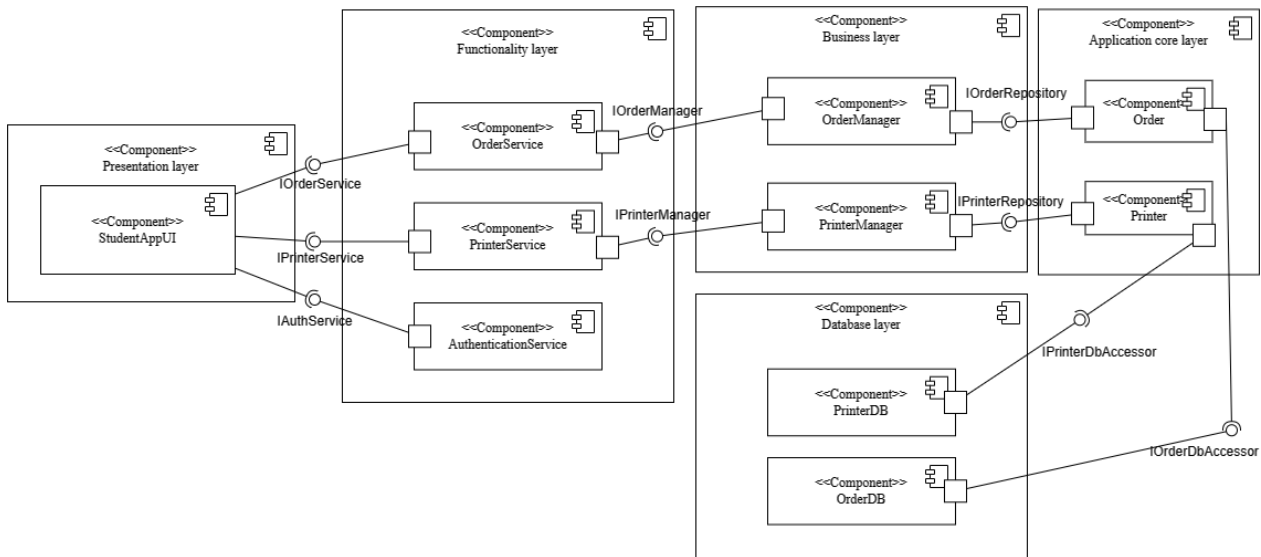 <<Component>>
Presentation layer
<<Component>>
StudentAppUI
IOrderService
IPrinterService
IAuthService
<<Component>>
Functionality layer
<<Component>>
OrderService
<<Component>>
PrinterService
<<Component>>
AuthenticationService
IOrderManager
IPrinterManager
<<Component>>
Business layer
<<Component>>
OrderManager
<<Component>>
PrinterManager
IOrderRepository
IPrinterRepository
<<Component>>
Application core layer
<<Component>>
Order
<<Component>>
Printer
<<Component>>
Database layer
<<Component>>
PrinterDB
<<Component>>
OrderDB
IPrinterDbAccessor
IOrderDbAccessor